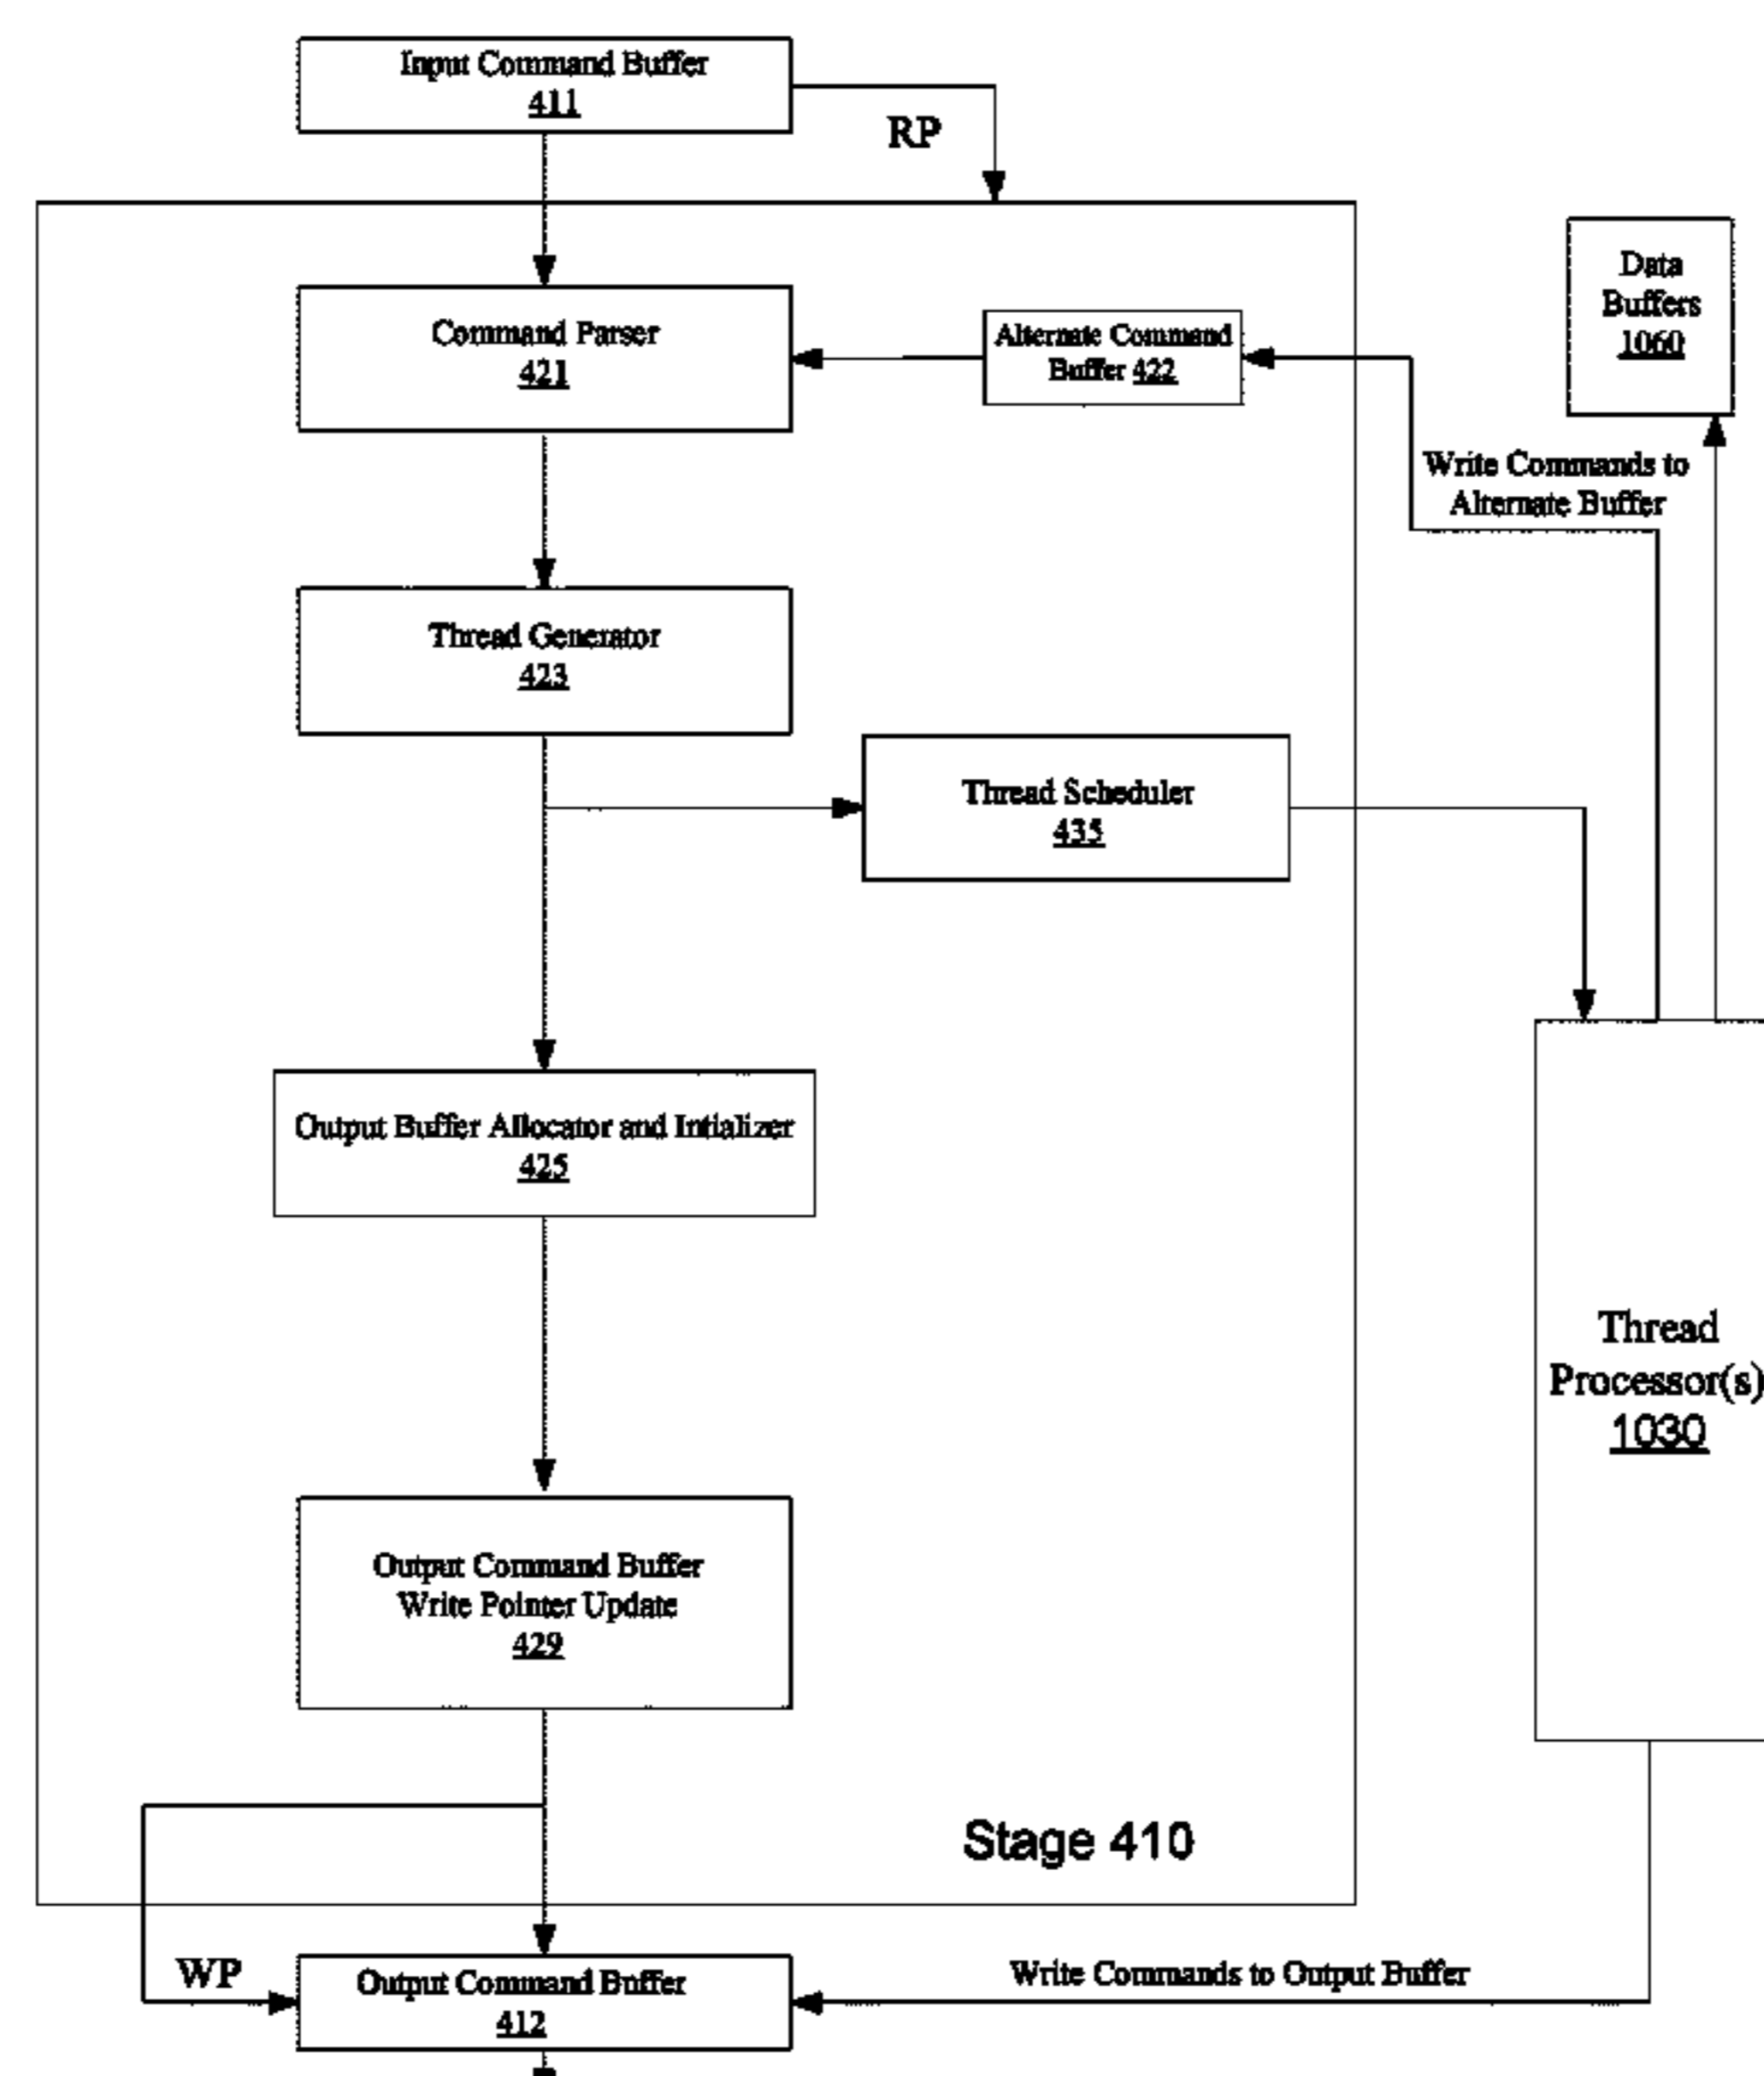 Input Command Buffer
411
RP
Data
Buffers
1060
Command Parser
421
Alternate Command
Buffer 422
Write Commands to
Alternate Buffer
Thread Generator
423
Thread Scheduler
435
Output Buffer Allocator and Intializer
425
Thread
Processor(s)
1030
Output Command Buffer
Write Pointer Update
429
Stage 410
WP
Output Command Buffer
412
Write Commands to Output Buffer